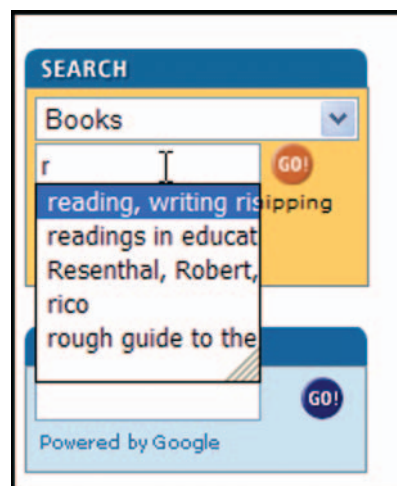 SEARCH
Books
r
GO!
reading, writing ris
ipping
readings in educat
Resenthal, Robert,
rico
rough guide to the
GO!
Powered by Google